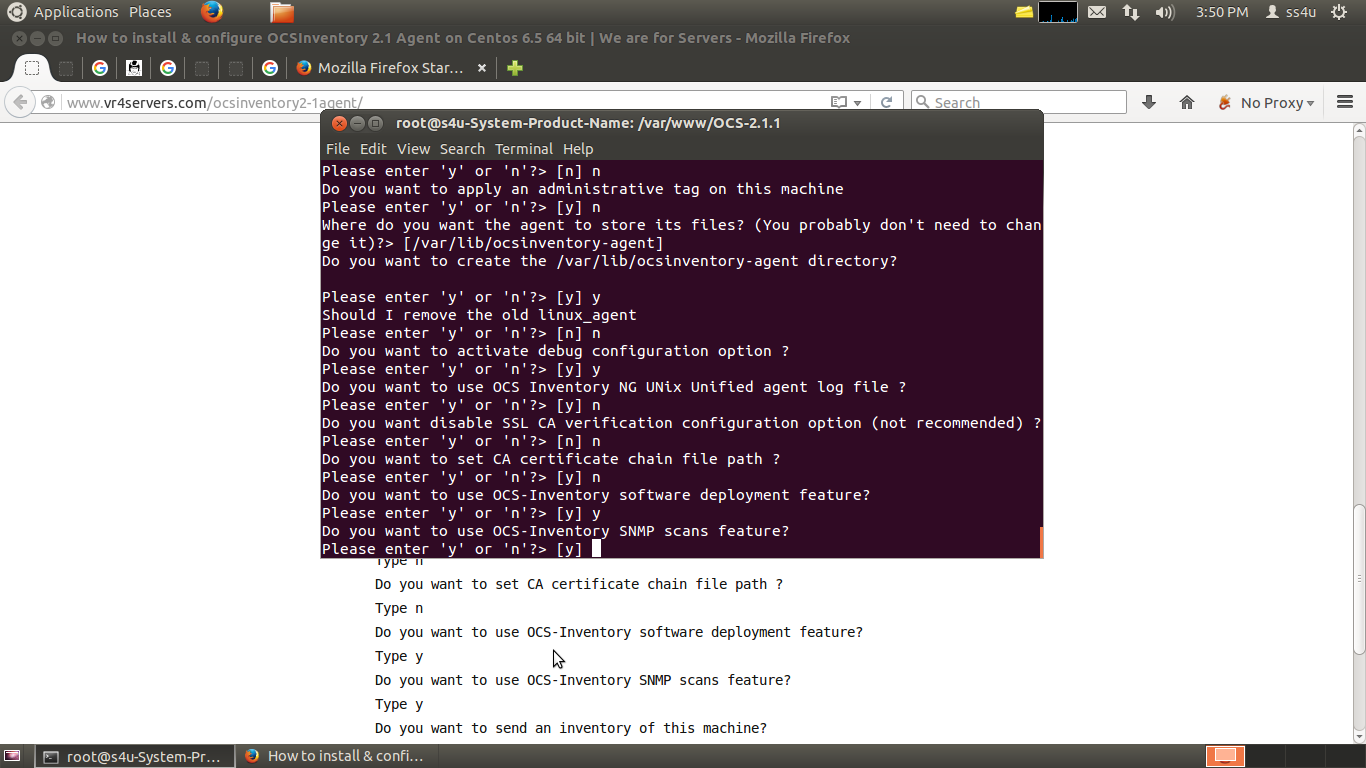 Applications Places
3:50 PM ss4u
How to install & configure OCSInventory 2.1 Agent on Centos 6.5 64 bit | We are for Servers - Mozilla Firefox
Mozilla Firefox Star...
www.vr4servers.com/ocsinventory2-1agent/
Search
No Proxy
root@s4u-System-Product-Name: /var/www/OCS-2.1.1
File Edit View Search Terminal Help
Please enter 'y' or 'n'?> [n] n
Do you want to apply an administrative tag on this machine
Please enter 'y' or 'n'?> [y] n
Where do you want the agent to store its files? (You probably don't need to chan
ge it)?> [/var/lib/ocsinventory-agent]
Do you want to create the /var/lib/ocsinventory-agent directory?
Please enter 'y' or 'n'?> [y] y
Should I remove the old linux_agent
Please enter 'y' or 'n'?> [n] n
Do you want to activate debug configuration option ?
Please enter 'y' or 'n'?> [y] y
Do you want to use OCS Inventory NG UNix Unified agent log file ?
Please enter 'y' or 'n'?> [y] n
Do you want disable SSL CA verification configuration option (not recommended) ?
Please enter 'y' or 'n'?> [n] n
Do you want to set CA certificate chain file path ?
Please enter 'y' or 'n'?> [y] n
Do you want to use OCS-Inventory software deployment feature?
Please enter 'y' or 'n'?> [y] y
Do you want to use OCS-Inventory SNMP scans feature?
Please enter 'y' or 'n'?> [y]
Type n
Do you want to set CA certificate chain file path ?
Type n
Do you want to use OCS-Inventory software deployment feature?
Type y
Do you want to use OCS-Inventory SNMP scans feature?
Type y
Do you want to send an inventory of this machine?
root@s4u-System-Pr...
How to install & confi...